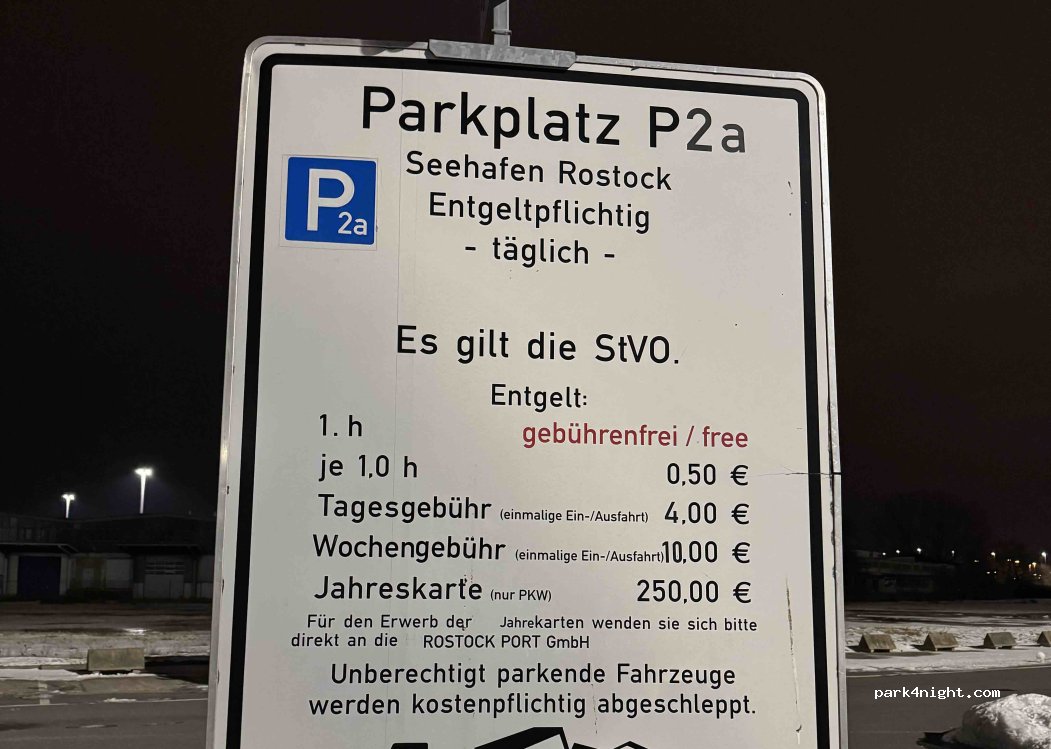 Parkplatz P2a
Seehafen Rostock
P 2a
Entgeltpflichtig
- täglich -
Es gilt die StVO.
Entgelt:
1. h gebührenfrei / free
je 1,0 h 0,50 €
Tagesgebühr (einmalige Ein-/Ausfahrt) 4,00 €
Wochengebühr (einmalige Ein-/Ausfahrt) 10,00 €
Jahreskarte (nur PKW) 250,00 €
Für den Erwerb der Jahrekarten wenden sie sich bitte
direkt an die ROSTOCK PORT GmbH
Unberechtigt parkende Fahrzeuge
werden kostenpflichtig abgeschleppt.
park4night.com